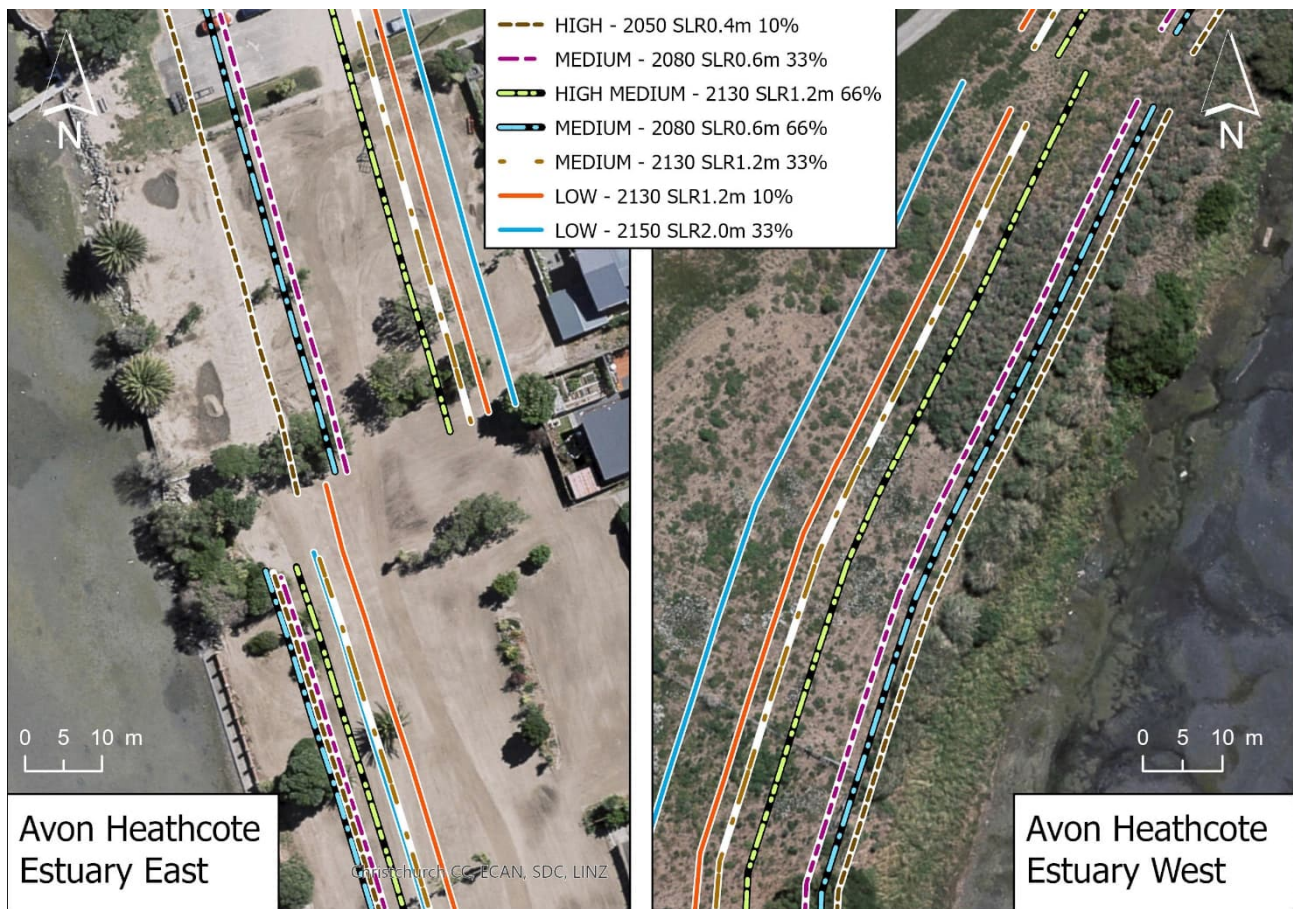 HIGH - 2050 SLR0.4m 10%
MEDIUM - 2080 SLR0.6m 33%
HIGH MEDIUM - 2130 SLR1.2m 66%
MEDIUM - 2080 SLR0.6m 66%
MEDIUM - 2130 SLR1.2m 33%
LOW - 2130 SLR1.2m 10%
LOW - 2150 SLR2.0m 33%
N
N
0 5 10 m
0 5 10 m
Avon Heathcote
Estuary East
Christchurch CC, ECAN, SDC, LINZ
Avon Heathcote
Estuary West